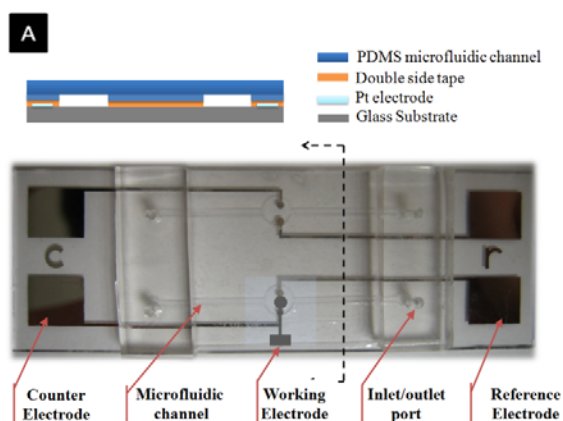 A
PDMS microfluidic channel
Double side tape
Pt electrode
Glass Substrate
c
r
Counter
Electrode
Microfluidic
channel
Working
Electrode
Inlet/outlet
port
Reference
Electrode